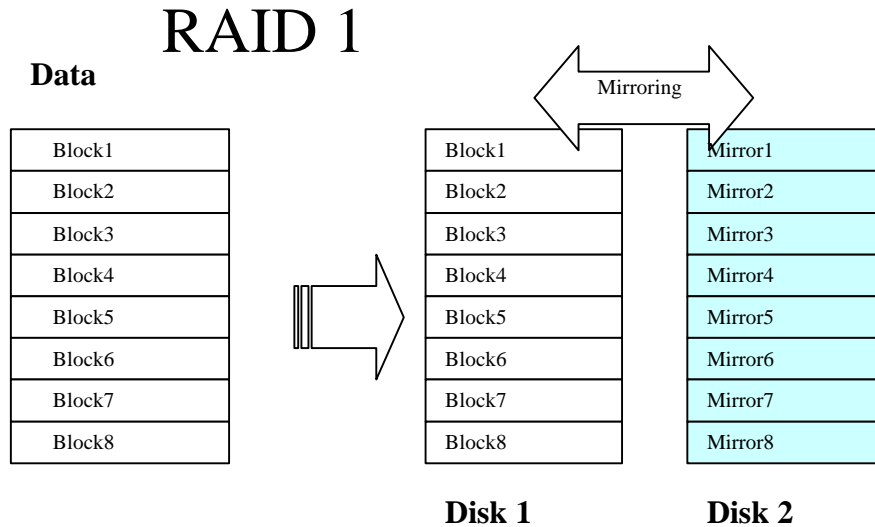 RAID 1
Data
Mirroring
Block1
Block2
Block3
Block4
Block5
Block6
Block7
Block8
Block1
Block2
Block3
Block4
Block5
Block6
Block7
Block8
Mirror1
Mirror2
Mirror3
Mirror4
Mirror5
Mirror6
Mirror7
Mirror8
Disk 1
Disk 2